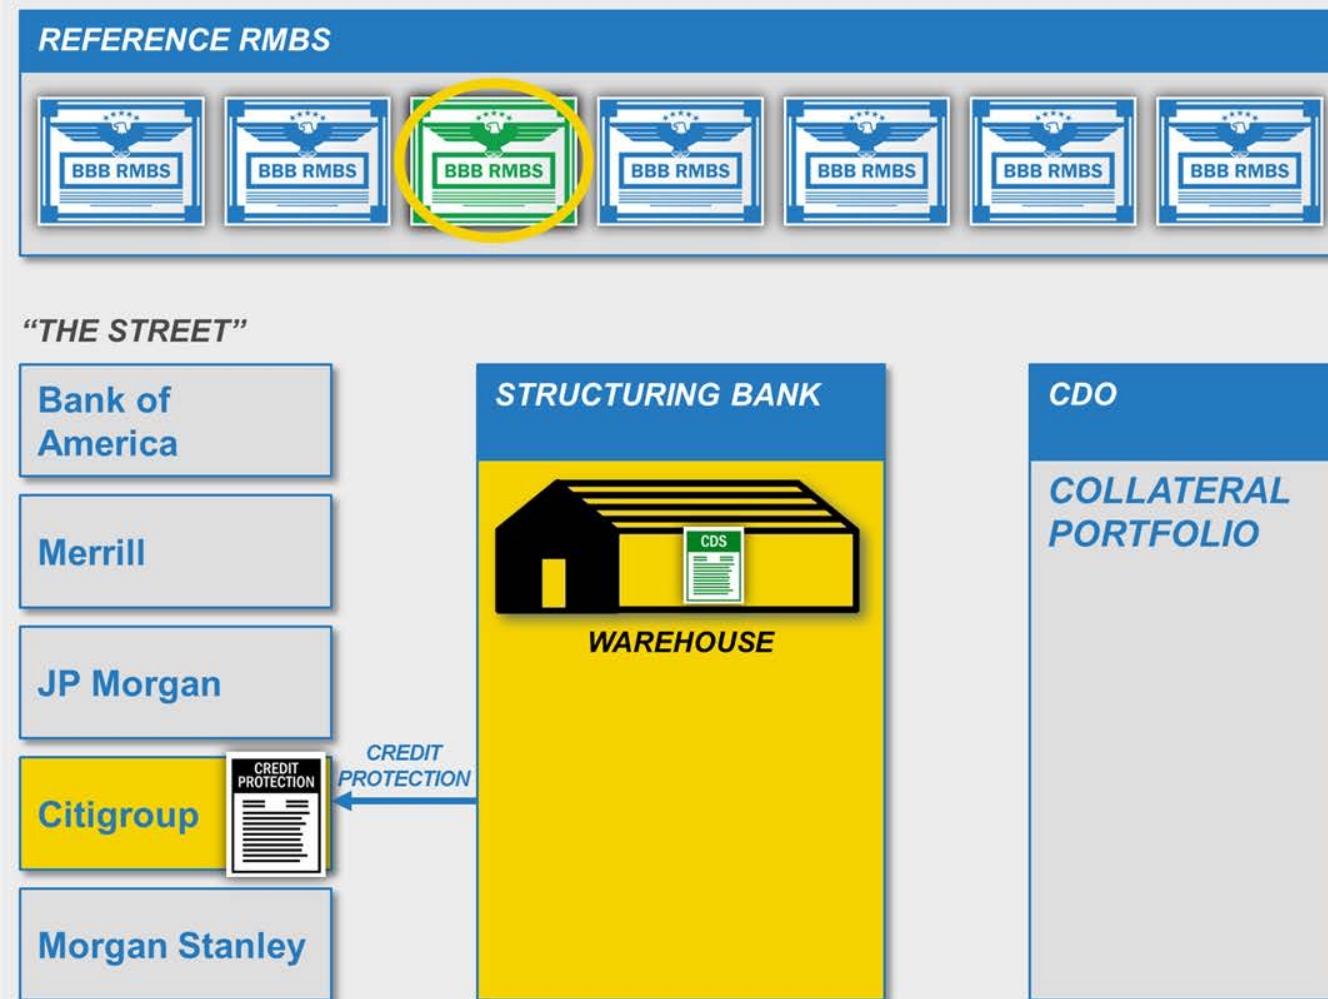 REFERENCE RMBS
BBB RMBS
BBB RMBS
BBB RMBS
BBB RMBS
BBB RMBS
BBB RMBS
BBB RMBS
“THE STREET”
Bank of
America
Merrill
JP Morgan
Citigroup
CREDIT
PROTECTION
Morgan Stanley
CREDIT
PROTECTION
STRUCTURING BANK
CDS
WAREHOUSE
CDO
COLLATERAL
PORTFOLIO